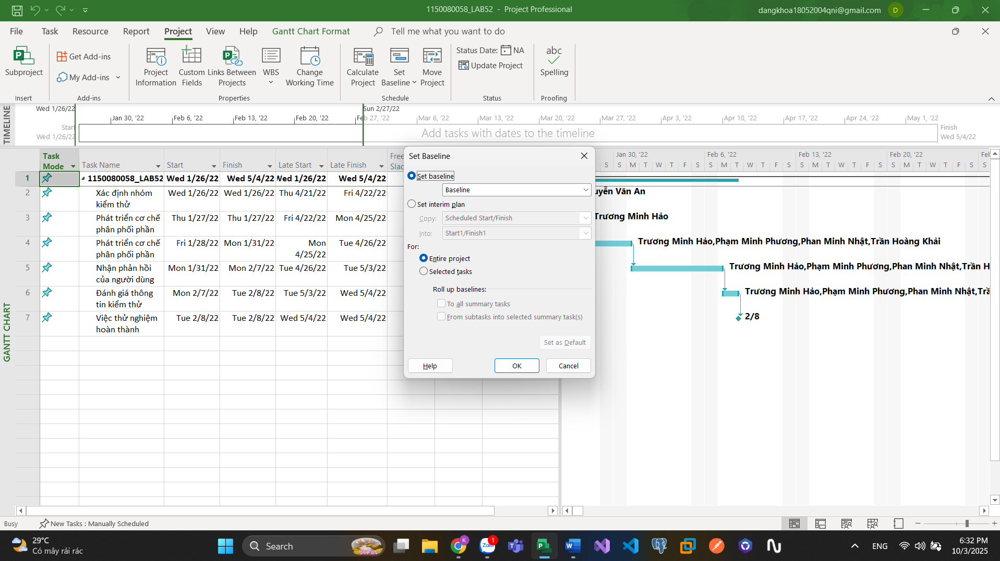 1150080058_LAB52 - Project Professional
dangkhoa18052004qni@gmail.com
D
File Task Resource Report Project View Help Gantt Chart Format Tell me what you want to do
Subproject
Insert
Get Add-ins
My Add-ins
Add-ins
Project Information
Custom Fields
Links Between Projects
WBS
Change Working Time
Properties
Calculate Project
Set Baseline
Move Project
Schedule
Status Date: NA
Update Project
Status
abc
Spelling
Proofing
TIMELINE
Wed 1/26/22
Sun 2/27/22
Jan 30, '22 Feb 6, '22 Feb 13, '22 Feb 20, '22 Feb 27, '22 Mar 6, '22 Mar 13, '22 Mar 20, '22 Mar 27, '22 Apr 3, '22 Apr 10, '22 Apr 17, '22 Apr 24, '22 May 1, '22
Start
Wed 1/26/22
Add tasks with dates to the timeline
Finish
Wed 5/4/22
GANTT CHART
Task Mode Task Name Start Finish Late Start Late Finish Free Slac
1 1150080058_LAB52 Wed 1/26/22 Wed 5/4/22 Wed 1/26/22 Wed 5/4/22
2 Xác định nhóm kiểm thử Wed 1/26/22 Wed 1/26/22 Thu 4/21/22 Fri 4/22/22
3 Phát triển cơ chế phân phối phần Thu 1/27/22 Thu 1/27/22 Fri 4/22/22 Mon 4/25/22
4 Phát triển cơ chế phân phối phần Fri 1/28/22 Mon 1/31/22 Mon 4/25/22 Tue 4/26/22
5 Nhận phản hồi của người dùng Mon 1/31/22 Mon 2/7/22 Tue 4/26/22 Tue 5/3/22
6 Đánh giá thông tin kiểm thử Mon 2/7/22 Tue 2/8/22 Tue 5/3/22 Wed 5/4/22
7 Việc thử nghiệm hoàn thành Tue 2/8/22 Tue 2/8/22 Wed 5/4/22 Wed 5/4/22
Set Baseline
Set baseline
Baseline
Set interim plan
Copy: Scheduled Start/Finish
Into: Start1/Finish1
For:
Entire project
Selected tasks
Roll up baselines:
To all summary tasks
From subtasks into selected summary task(s)
Set as Default
Help OK Cancel
Jan 30, '22 Feb 6, '22 Feb 13, '22 Feb 20, '22 Feb
S S M T W T F S S M T W T F S S M T W T F S S M T W T F S S
uyễn Văn An
Trương Minh Hảo
Trương Minh Hảo,Phạm Minh Phương,Phan Minh Nhật,Trần Hoàng Khải
Trương Minh Hảo,Phạm Minh Phương,Phan Minh Nhật,Trần H
Trương Minh Hảo,Phạm Minh Phương,Phan Minh Nhật,Trầ
2/8
Busy New Tasks : Manually Scheduled
29°C
Có mây rải rác
Search
K
Zalo
1
ENG
6:32 PM
10/3/2025